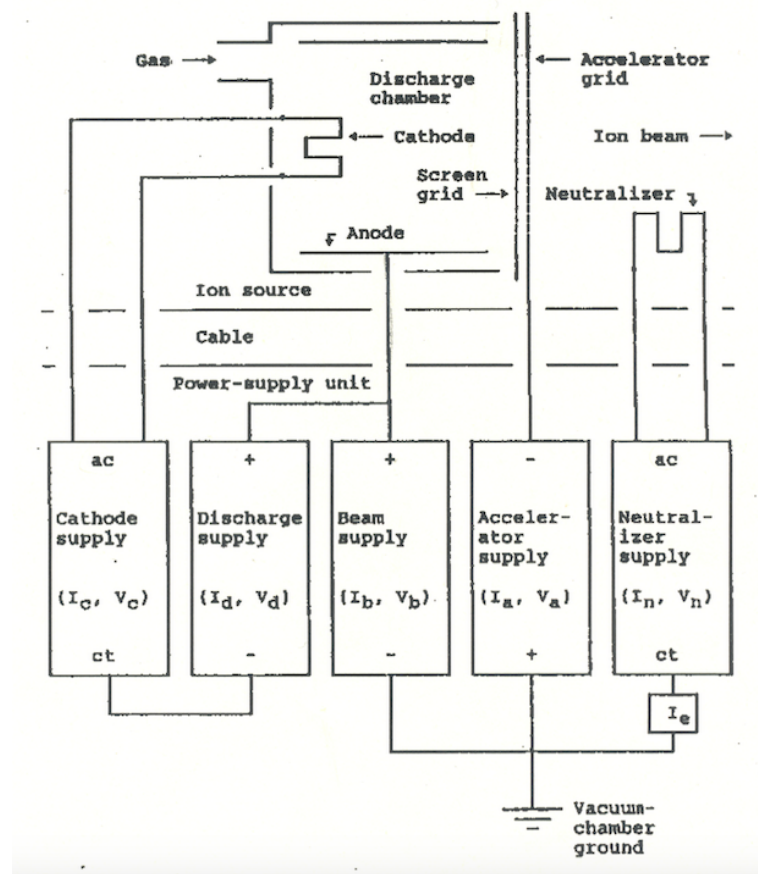 Gas
Accelerator
grid
Discharge
chamber
Cathode
Ion beam
Screen
grid
Neutralizer
Anode
Ion source
Cable
Power-supply unit
ac
+
+
-
ac
Cathode
supply
Discharge
supply
Beam
supply
Acceler-
ator
supply
Neutral-
izer
supply
(Ic, Vc)
(Id, Vd)
(Ib, Vb)
(Ia, Va)
(In, Vn)
ct
-
-
+
ct
Ie
Vacuum-
chamber
ground